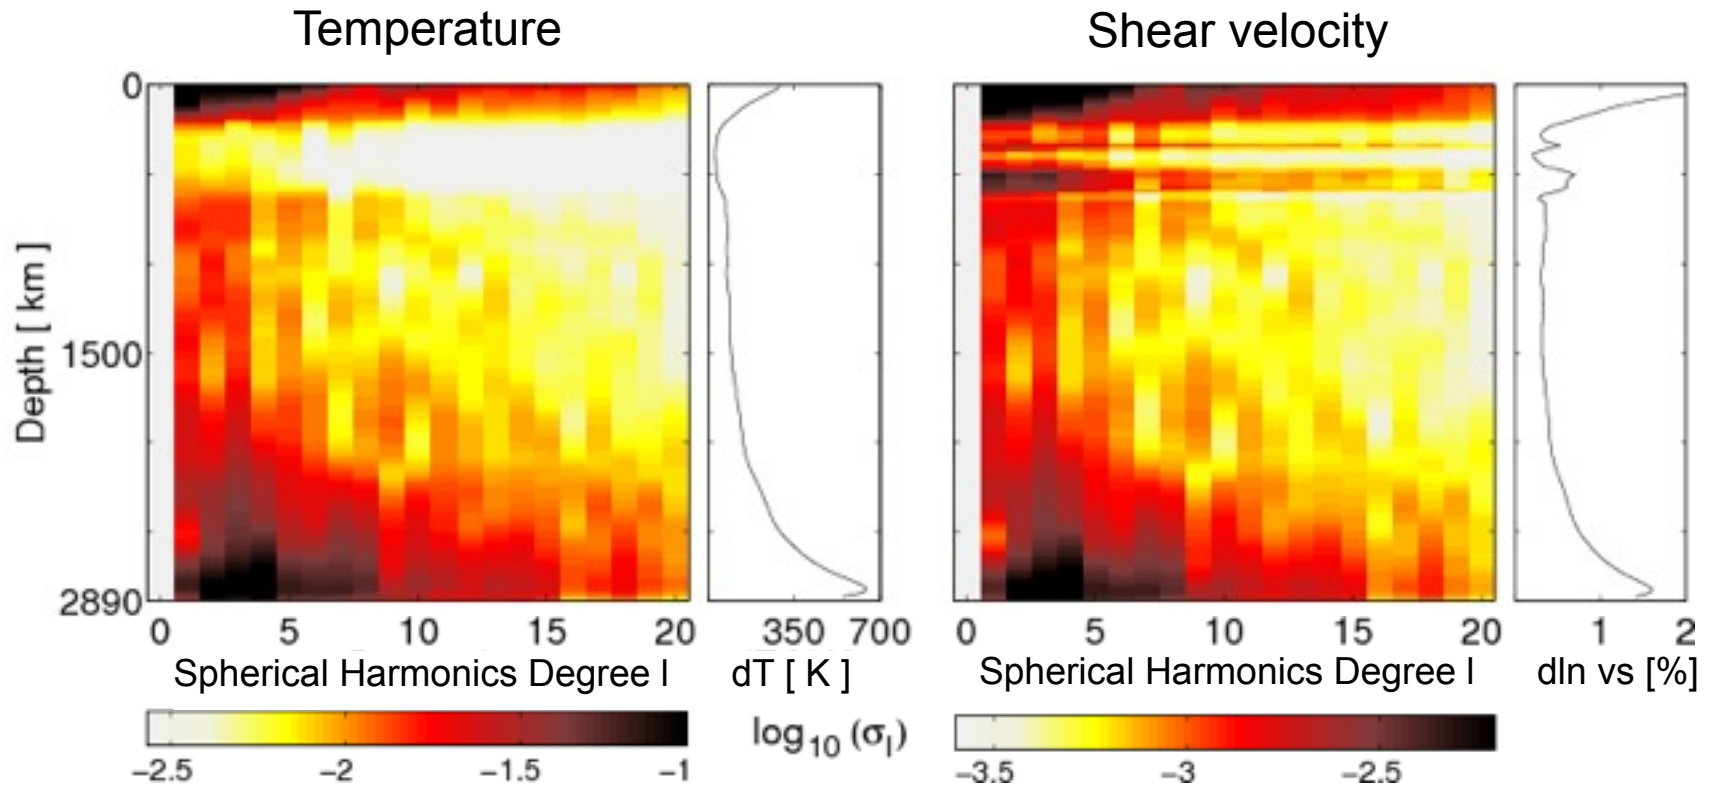 Temperature
Shear velocity
0
1500
2890
Depth [ km ]
0 5 10 15 20
350 700
0 5 10 15 20
1 2
Spherical Harmonics Degree l
dT [ K ]
Spherical Harmonics Degree l
dln vs [%]
log10 (σl)
−2.5 −2 −1.5 −1
−3.5 −3 −2.5